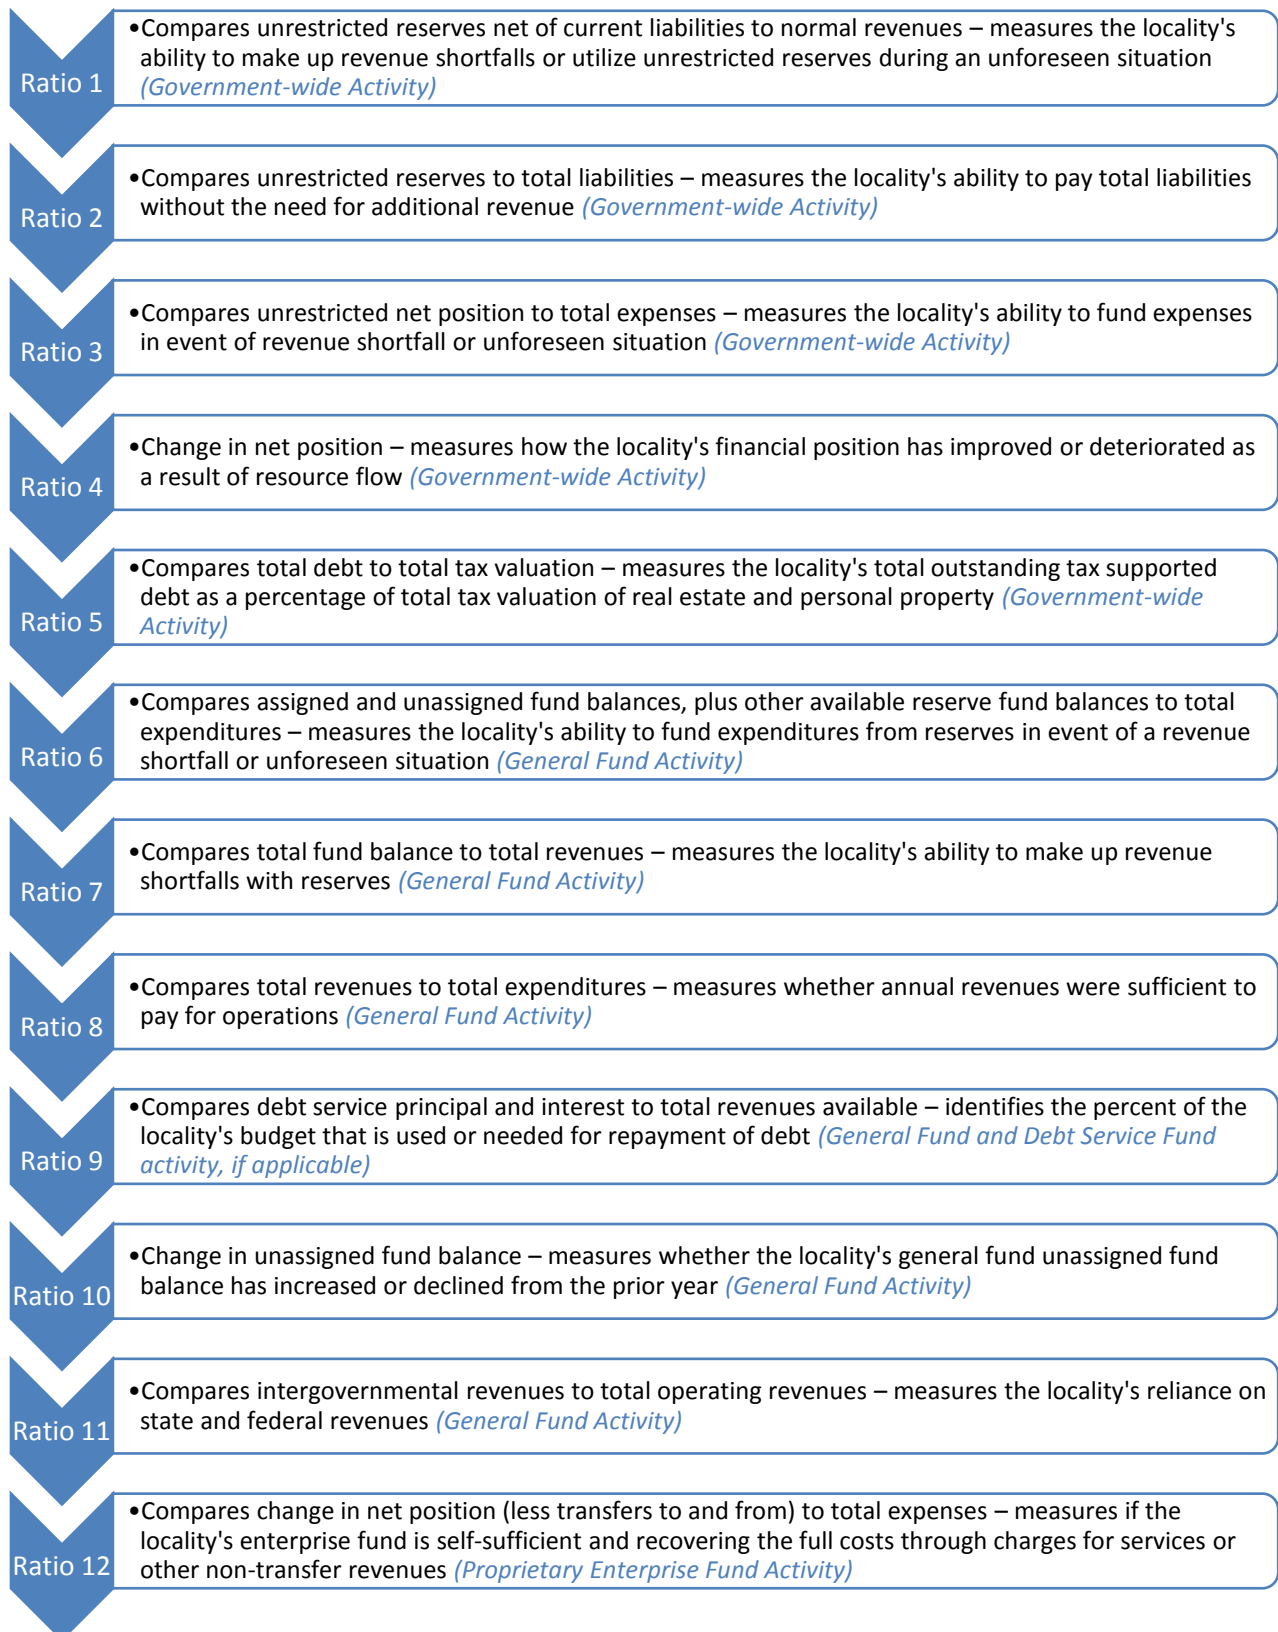 Ratio 1
•Compares unrestricted reserves net of current liabilities to normal revenues – measures the locality's
ability to make up revenue shortfalls or utilize unrestricted reserves during an unforeseen situation
(Government-wide Activity)
Ratio 2
•Compares unrestricted reserves to total liabilities – measures the locality's ability to pay total liabilities
without the need for additional revenue (Government-wide Activity)
Ratio 3
•Compares unrestricted net position to total expenses – measures the locality's ability to fund expenses
in event of revenue shortfall or unforeseen situation (Government-wide Activity)
Ratio 4
•Change in net position – measures how the locality's financial position has improved or deteriorated as
a result of resource flow (Government-wide Activity)
Ratio 5
•Compares total debt to total tax valuation – measures the locality's total outstanding tax supported
debt as a percentage of total tax valuation of real estate and personal property (Government-wide
Activity)
Ratio 6
•Compares assigned and unassigned fund balances, plus other available reserve fund balances to total
expenditures – measures the locality's ability to fund expenditures from reserves in event of a revenue
shortfall or unforeseen situation (General Fund Activity)
Ratio 7
•Compares total fund balance to total revenues – measures the locality's ability to make up revenue
shortfalls with reserves (General Fund Activity)
Ratio 8
•Compares total revenues to total expenditures – measures whether annual revenues were sufficient to
pay for operations (General Fund Activity)
Ratio 9
•Compares debt service principal and interest to total revenues available – identifies the percent of the
locality's budget that is used or needed for repayment of debt (General Fund and Debt Service Fund
activity, if applicable)
Ratio 10
•Change in unassigned fund balance – measures whether the locality's general fund unassigned fund
balance has increased or declined from the prior year (General Fund Activity)
Ratio 11
•Compares intergovernmental revenues to total operating revenues – measures the locality's reliance on
state and federal revenues (General Fund Activity)
Ratio 12
•Compares change in net position (less transfers to and from) to total expenses – measures if the
locality's enterprise fund is self-sufficient and recovering the full costs through charges for services or
other non-transfer revenues (Proprietary Enterprise Fund Activity)